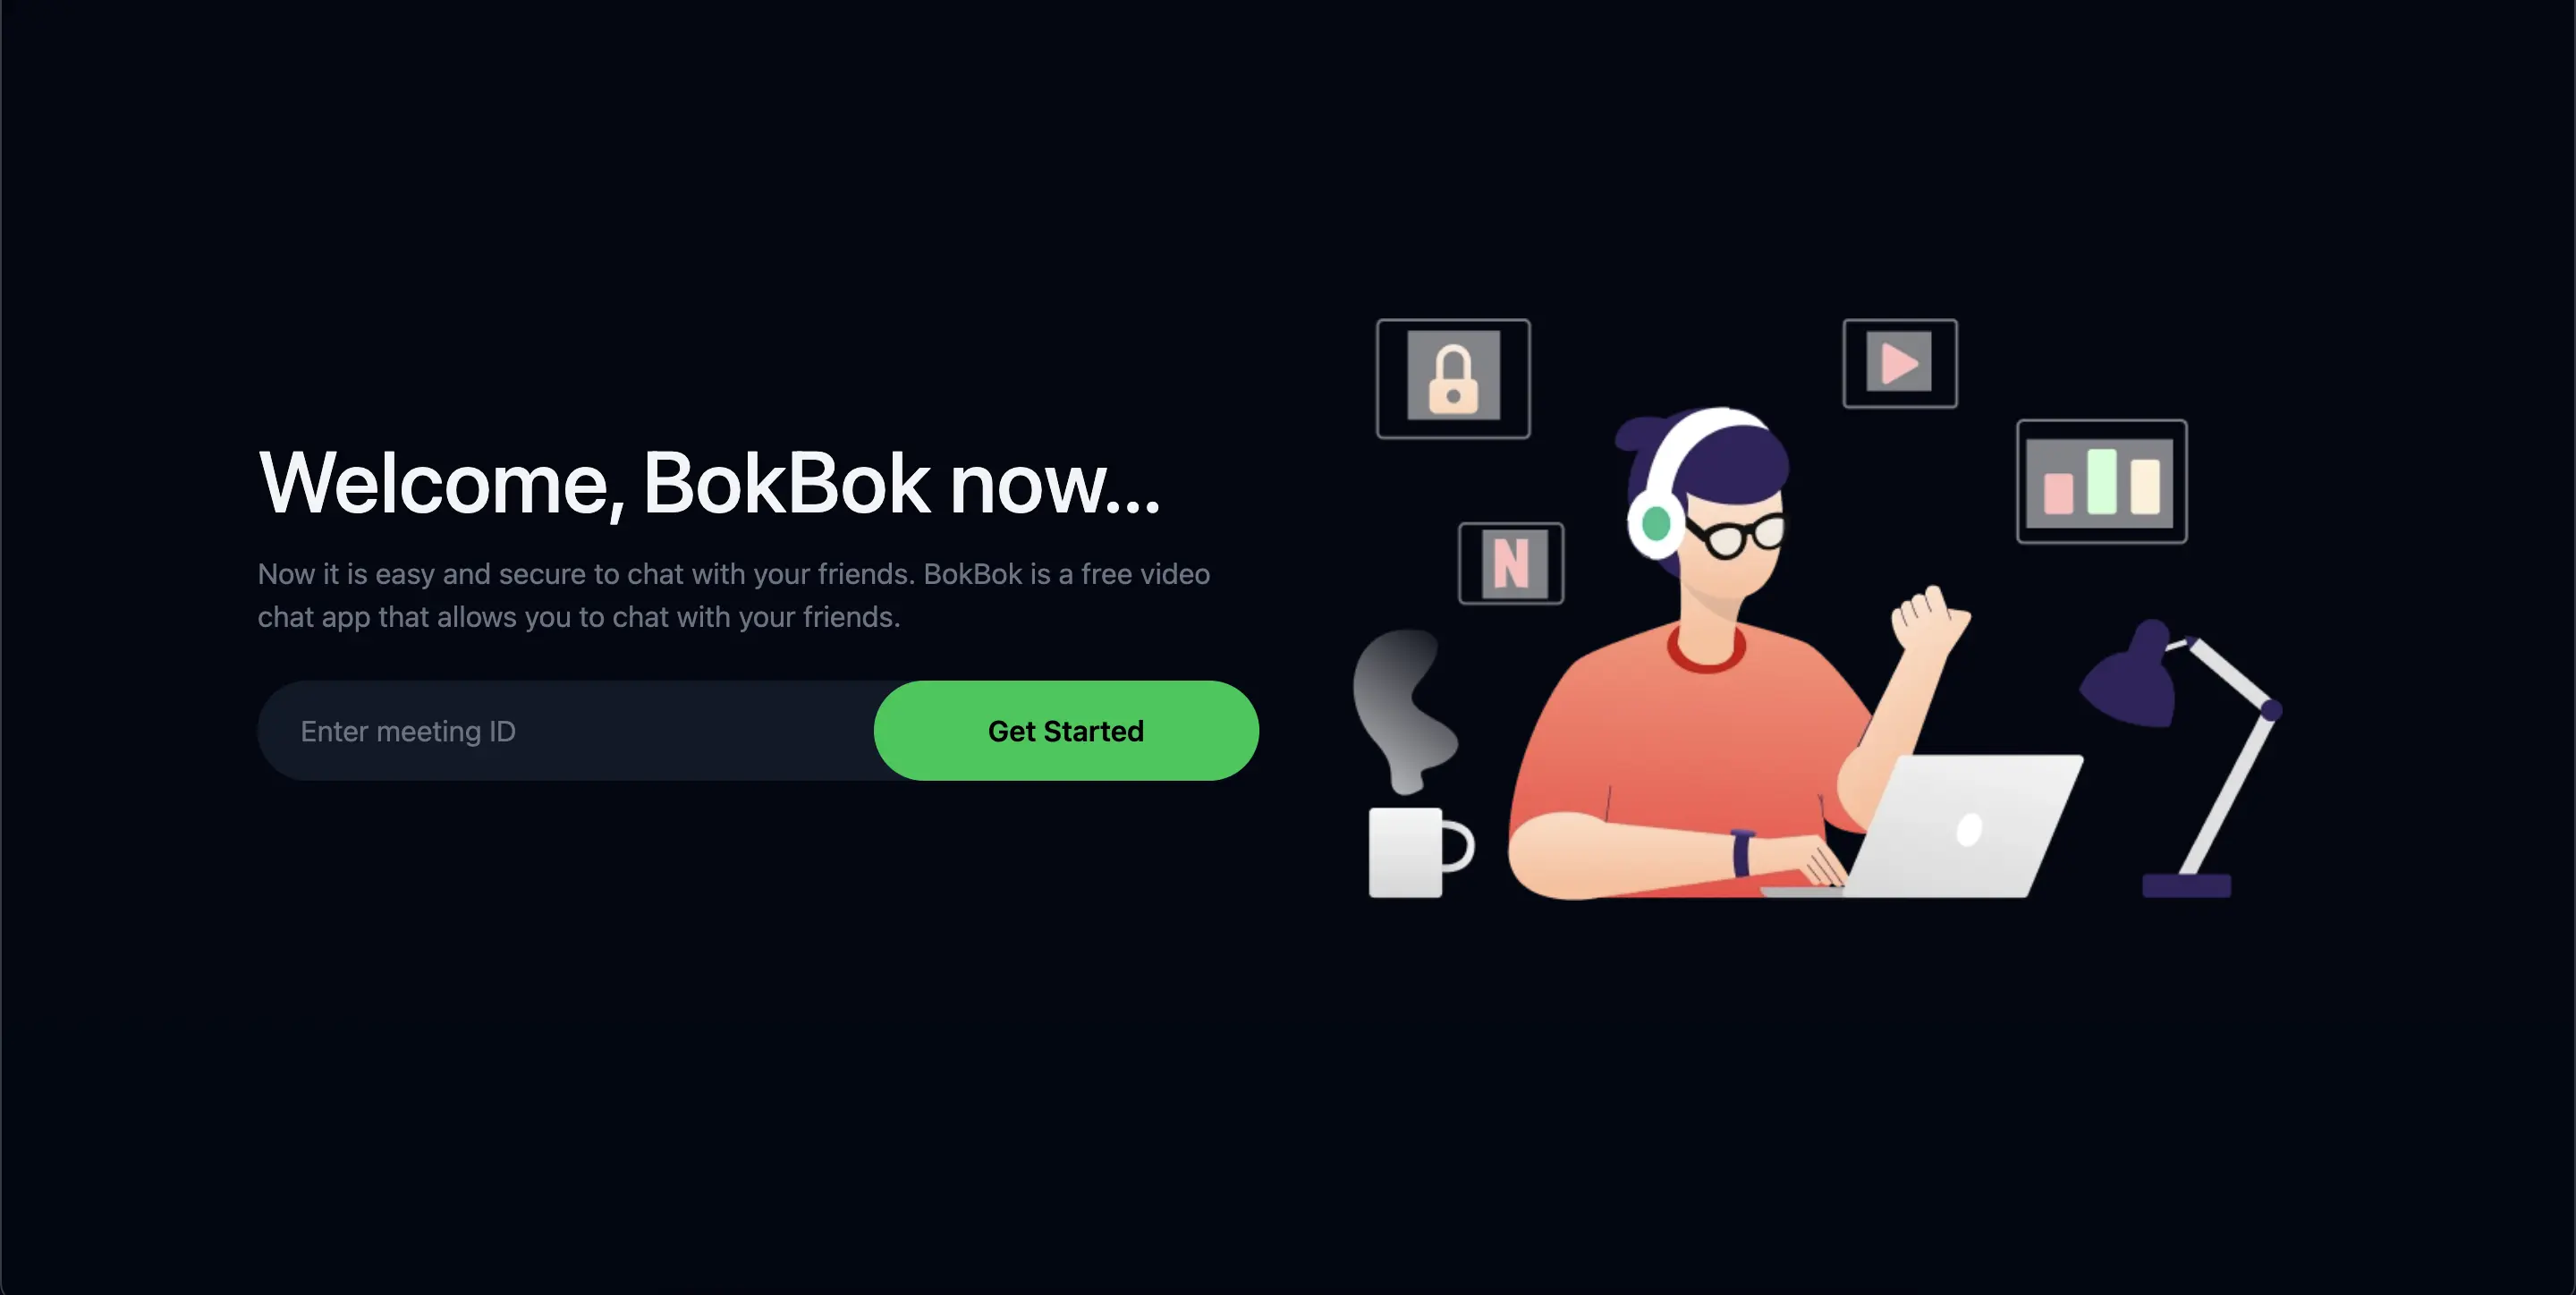 Welcome, BokBok now...
Now it is easy and secure to chat with your friends. BokBok is a free video
chat app that allows you to chat with your friends.
Enter meeting ID
Get Started
N